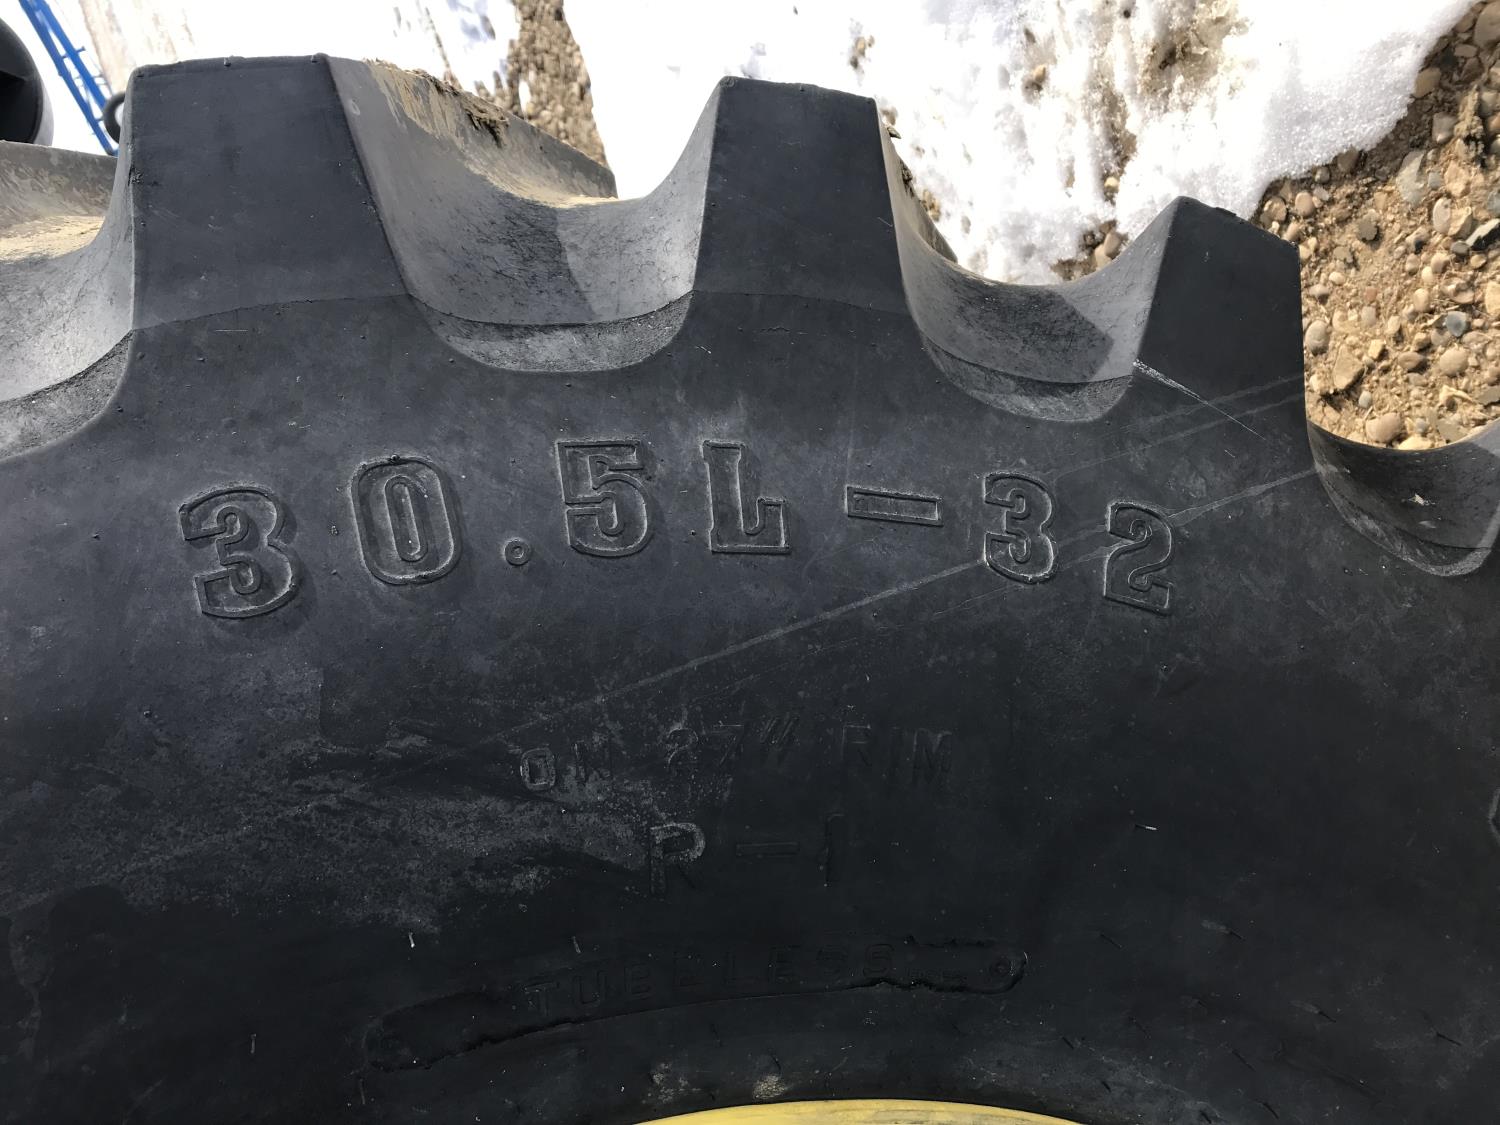 30.5L-32
ON 27" RIM
R-1
TUBELESS